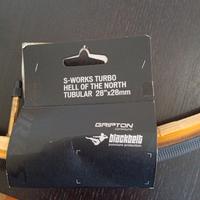 S-WORKS TURBO
HELL OF THE NORTH
TUBULAR 28"x28mm
GRIPTON
blackbelt